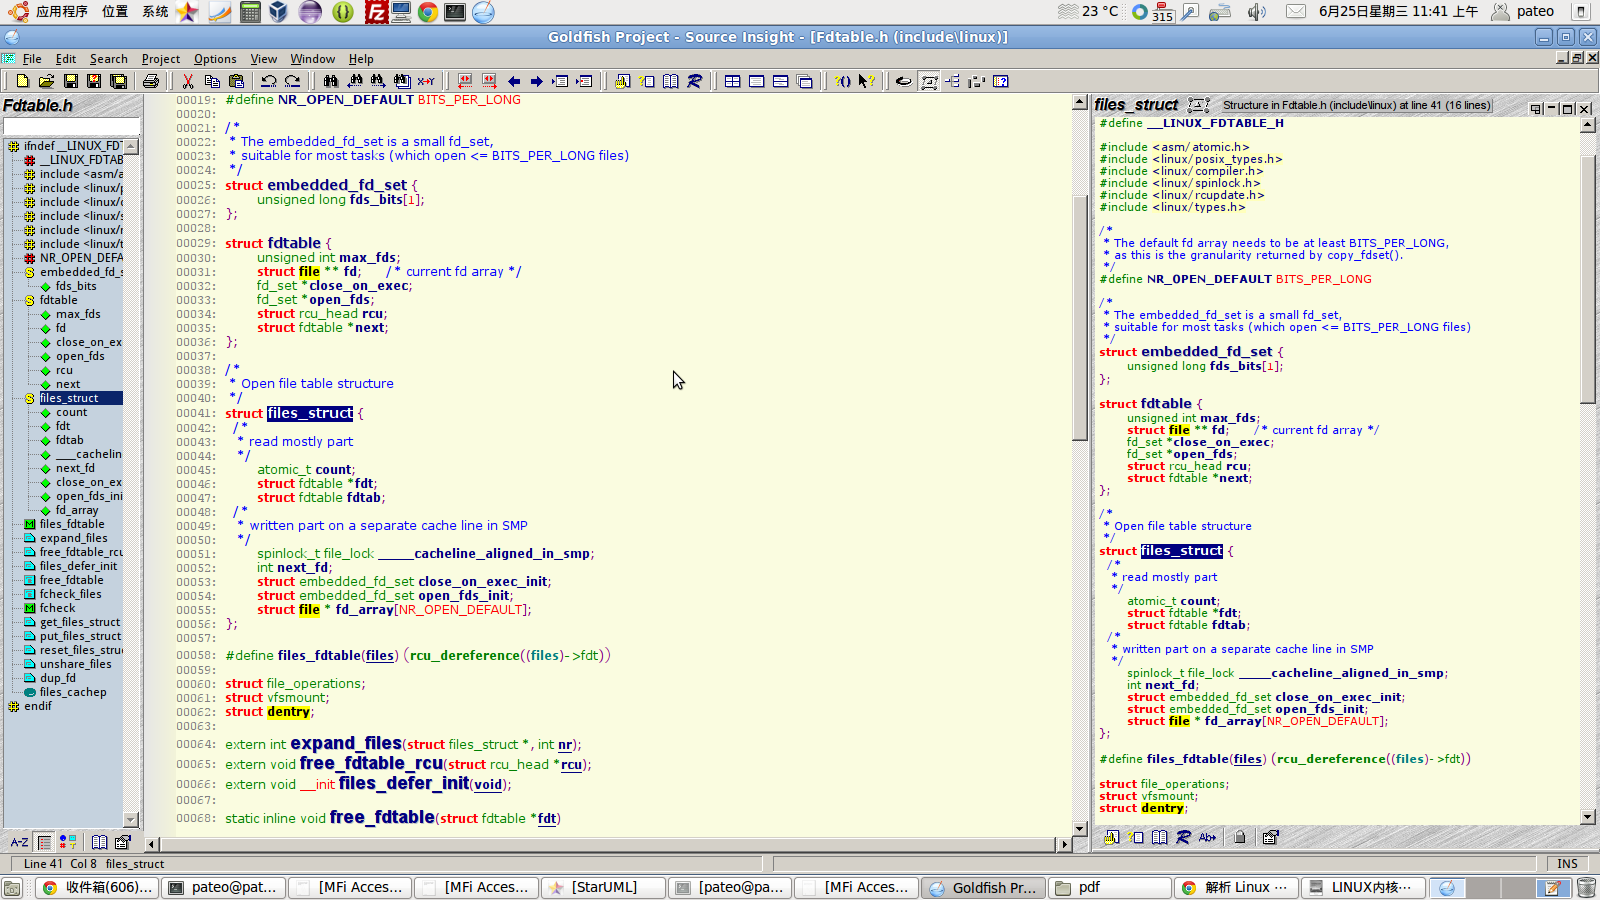 应用程序 位置 系统 23 °C 315 6月25日星期三 11:41 上午 pateo
Goldfish Project - Source Insight - [Fdtable.h (include\linux)]
File Edit Search Project Options View Window Help
Fdtable.h
ifndef __LINUX_FDT
__LINUX_FDTAB
include <asm/a
include <linux/p
include <linux/c
include <linux/s
include <linux/r
include <linux/t
NR_OPEN_DEFA
embedded_fd_s
fds_bits
fdtable
max_fds
fd
close_on_ex
open_fds
rcu
next
files_struct
count
fdt
fdtab
____cachelin
next_fd
close_on_ex
open_fds_ini
fd_array
files_fdtable
expand_files
free_fdtable_rcu
files_defer_init
free_fdtable
fcheck_files
fcheck
get_files_struct
put_files_struct
reset_files_stru
unshare_files
dup_fd
files_cachep
endif
00019: #define NR_OPEN_DEFAULT BITS_PER_LONG
00020:
00021: /*
00022: * The embedded_fd_set is a small fd_set,
00023: * suitable for most tasks (which open <= BITS_PER_LONG files)
00024: */
00025: struct embedded_fd_set {
00026: unsigned long fds_bits[1];
00027: };
00028:
00029: struct fdtable {
00030: unsigned int max_fds;
00031: struct file ** fd; /* current fd array */
00032: fd_set *close_on_exec;
00033: fd_set *open_fds;
00034: struct rcu_head rcu;
00035: struct fdtable *next;
00036: };
00037:
00038: /*
00039: * Open file table structure
00040: */
00041: struct files_struct {
00042: /*
00043: * read mostly part
00044: */
00045: atomic_t count;
00046: struct fdtable *fdt;
00047: struct fdtable fdtab;
00048: /*
00049: * written part on a separate cache line in SMP
00050: */
00051: spinlock_t file_lock ____cacheline_aligned_in_smp;
00052: int next_fd;
00053: struct embedded_fd_set close_on_exec_init;
00054: struct embedded_fd_set open_fds_init;
00055: struct file * fd_array[NR_OPEN_DEFAULT];
00056: };
00057:
00058: #define files_fdtable(files) (rcu_dereference((files)->fdt))
00059:
00060: struct file_operations;
00061: struct vfsmount;
00062: struct dentry;
00063:
00064: extern int expand_files(struct files_struct *, int nr);
00065: extern void free_fdtable_rcu(struct rcu_head *rcu);
00066: extern void __init files_defer_init(void);
00067:
00068: static inline void free_fdtable(struct fdtable *fdt)
files_struct Structure in Fdtable.h (include\linux) at line 41 (16 lines)
#define __LINUX_FDTABLE_H
#include <asm/atomic.h>
#include <linux/posix_types.h>
#include <linux/compiler.h>
#include <linux/spinlock.h>
#include <linux/rcupdate.h>
#include <linux/types.h>
/*
* The default fd array needs to be at least BITS_PER_LONG,
* as this is the granularity returned by copy_fdset().
*/
#define NR_OPEN_DEFAULT BITS_PER_LONG
/*
* The embedded_fd_set is a small fd_set,
* suitable for most tasks (which open <= BITS_PER_LONG files)
*/
struct embedded_fd_set {
unsigned long fds_bits[1];
};
struct fdtable {
unsigned int max_fds;
struct file ** fd; /* current fd array */
fd_set *close_on_exec;
fd_set *open_fds;
struct rcu_head rcu;
struct fdtable *next;
};
/*
* Open file table structure
*/
struct files_struct {
/*
* read mostly part
*/
atomic_t count;
struct fdtable *fdt;
struct fdtable fdtab;
/*
* written part on a separate cache line in SMP
*/
spinlock_t file_lock ____cacheline_aligned_in_smp;
int next_fd;
struct embedded_fd_set close_on_exec_init;
struct embedded_fd_set open_fds_init;
struct file * fd_array[NR_OPEN_DEFAULT];
};
#define files_fdtable(files) (rcu_dereference((files)->fdt))
struct file_operations;
struct vfsmount;
struct dentry;
A-Z
Line 41 Col 8 files_struct INS
收件箱(606)... pateo@pat... [MFi Acces... [MFi Acces... [StarUML] [pateo@pa... [MFi Acces... Goldfish Pr... pdf 解析 Linux ... LINUX内核...